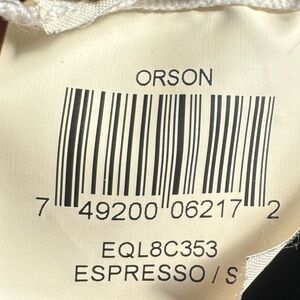 ORSON
7 49200 06217 2
EQL8C353
ESPRESSO / S